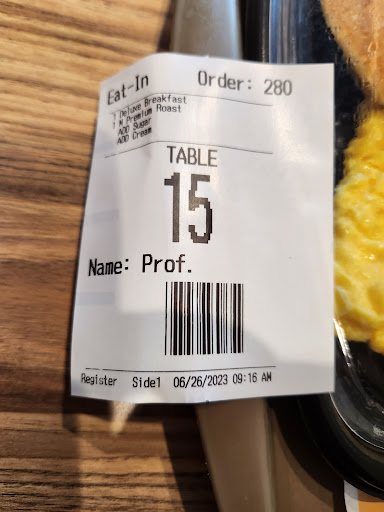 Eat-In Order: 280
1 Deluxe Breakfast
1 M Premium Roast
ADD Sugar
ADD Cream
TABLE
15
Name: Prof.
Register Side1 06/26/2023 09:16 AM